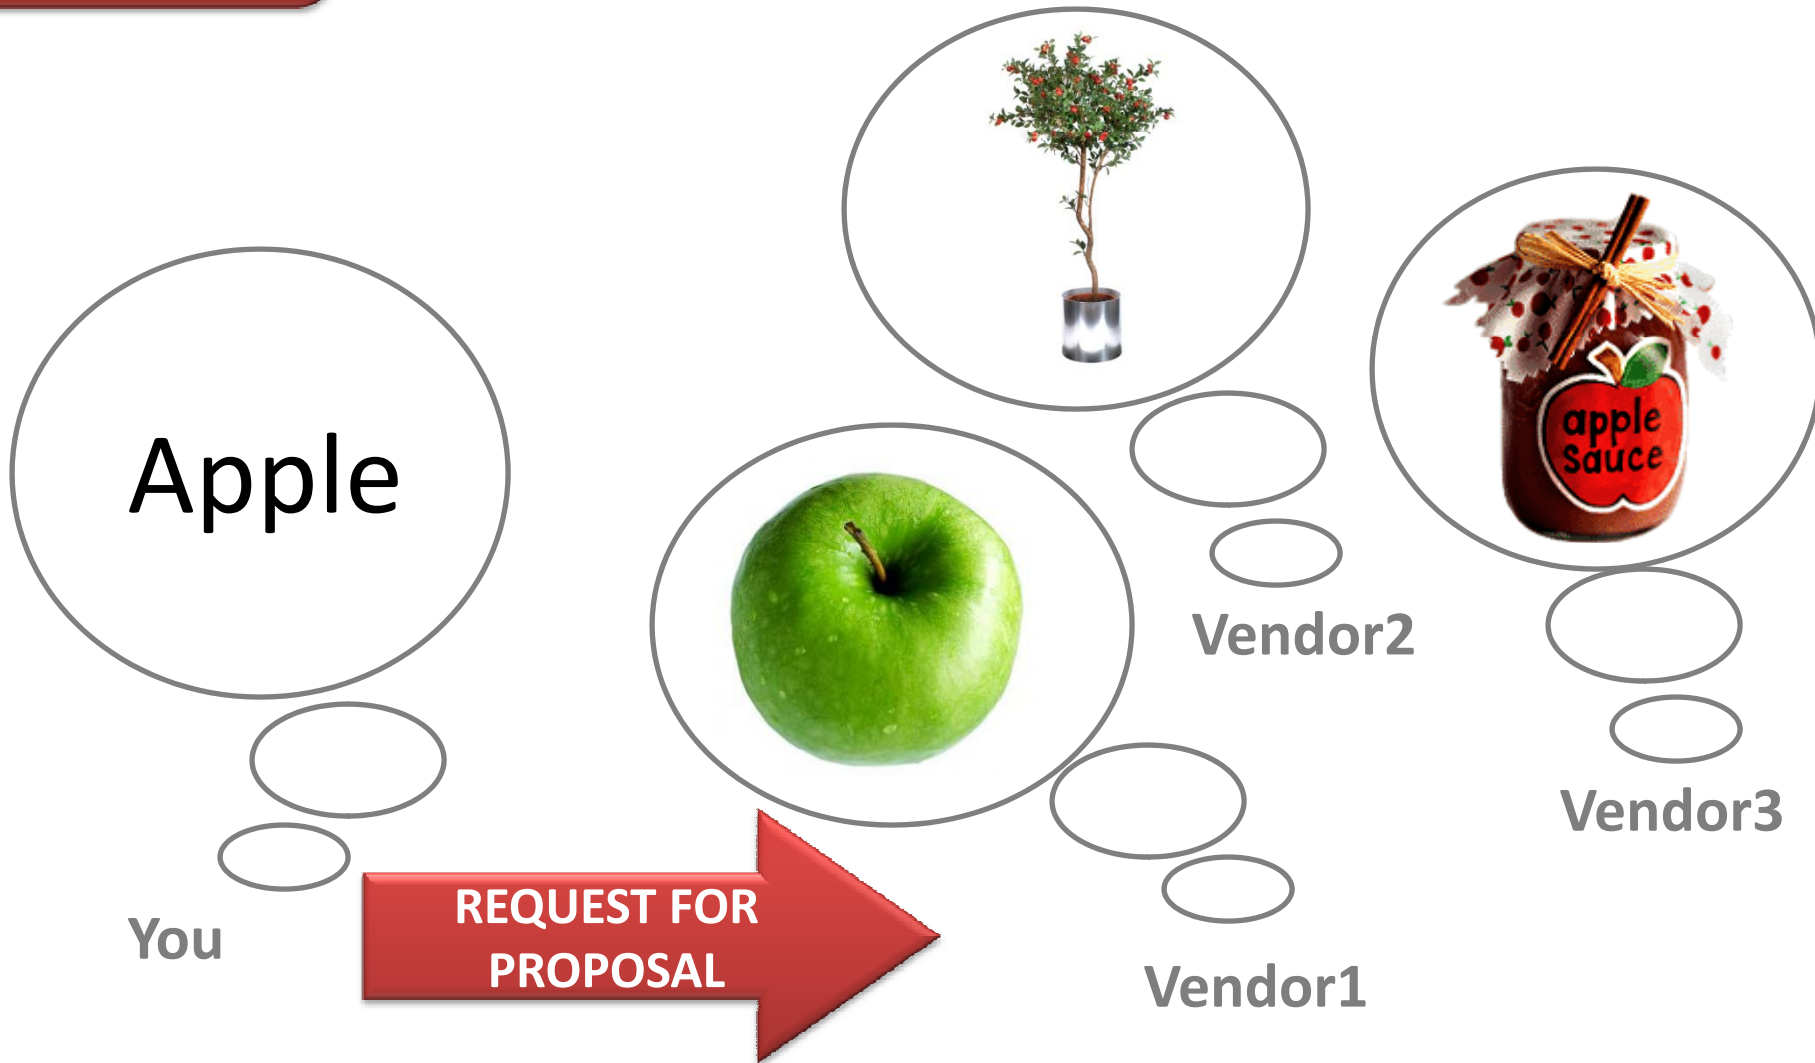 Apple
You
REQUEST FOR
PROPOSAL
Vendor1
Vendor2
apple
sauce
Vendor3